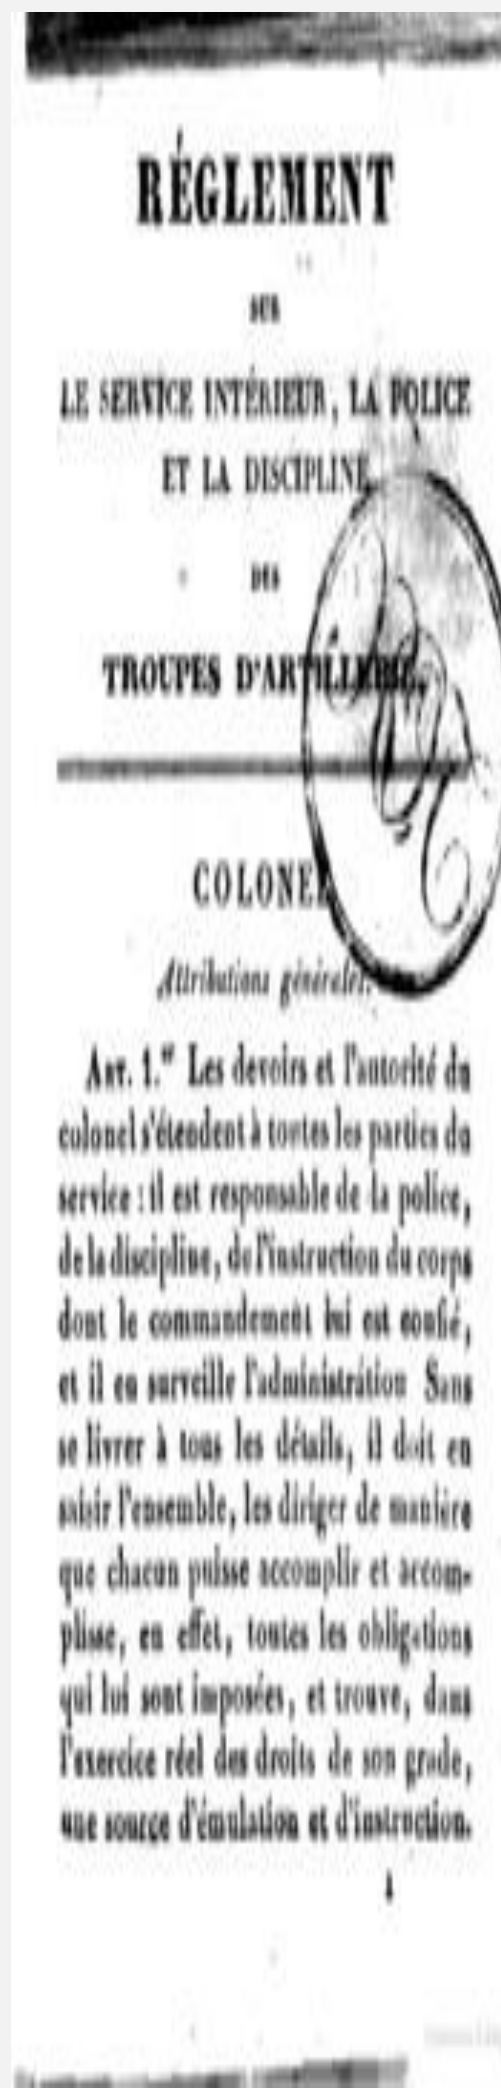 RÉGLEMENT
SUR
LE SERVICE INTÉRIEUR, LA POLICE
ET LA DISCIPLINE
DES
TROUPES D'ARTILLERIE.
COLONEL
Attributions générales.
ART. 1.er Les devoirs et l'autorité du
colonel s'étendent à toutes les parties du
service : il est responsable de la police,
de la discipline, de l'instruction du corps
dont le commandement lui est confié,
et il en surveille l'administration Sans
se livrer à tous les détails, il doit en
saisir l'ensemble, les diriger de manière
que chacun puisse accomplir et accom-
plisse, en effet, toutes les obligations
qui lui sont imposées, et trouve, dans
l'exercice réel des droits de son grade,
une source d'émulation et d'instruction.
1